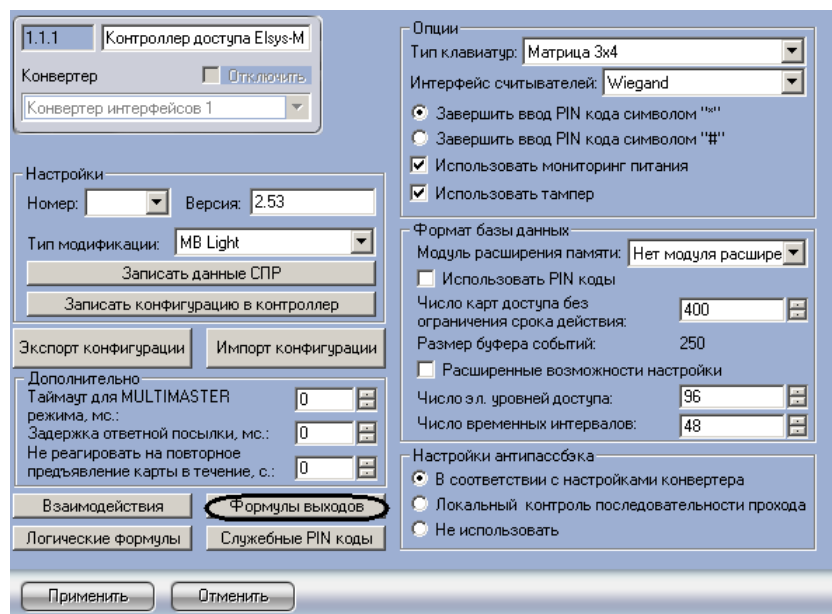 1.1.1 Контроллер доступа Elsys-M
Конвертер Отключить
Конвертер интерфейсов 1
Настройки
Номер: Версия: 2.53
Тип модификации: MB Light
Записать данные СПР
Записать конфигурацию в контроллер
Экспорт конфигурации Импорт конфигурации
Дополнительно
Таймаут для MULTIMASTER
режима, мс.: 0
Задержка ответной посылки, мс.: 0
Не реагировать на повторное
предъявление карты в течение, с.: 0
Взаимодействия Формулы выходов
Логические формулы Служебные PIN коды
Опции
Тип клавиатур: Матрица 3x4
Интерфейс считывателей: Wiegand
Завершить ввод PIN кода символом "*"
Завершить ввод PIN кода символом "#"
Использовать мониторинг питания
Использовать тампер
Формат базы данных
Модуль расширения памяти: Нет модуля расшире
Использовать PIN коды
Число карт доступа без
ограничения срока действия: 400
Размер буфера событий: 250
Расширенные возможности настройки
Число эл. уровней доступа: 96
Число временных интервалов: 48
Настройки антипассбэка
В соответствии с настройками конвертера
Локальный контроль последовательности прохода
Не использовать
Применить Отменить